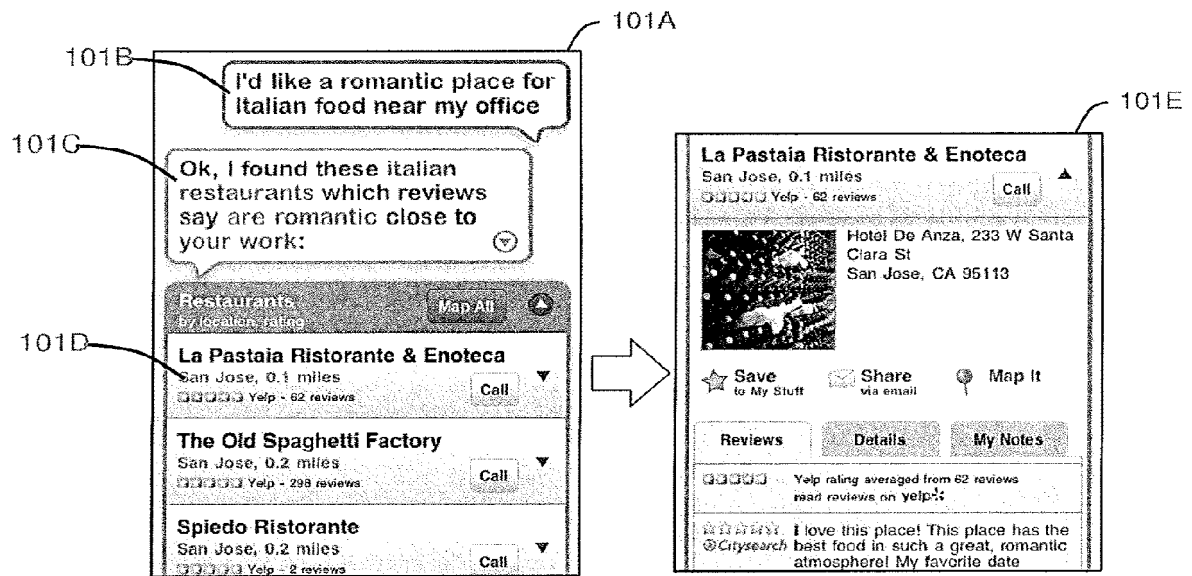 101A
101B
I'd like a romantic place for
Italian food near my office
101C
Ok, I found these italian
restaurants which reviews
say are romantic close to
your work:
Restaurants
by location, rating
Map All
101D
La Pastaia Ristorante & Enoteca
San Jose, 0.1 miles
Yelp - 62 reviews
Call
The Old Spaghetti Factory
San Jose, 0.2 miles
Yelp - 298 reviews
Call
Spiedo Ristorante
San Jose, 0.2 miles
Yelp - 2 reviews
Call
101E
La Pastaia Ristorante & Enoteca
San Jose, 0.1 miles
Yelp - 62 reviews
Call
Hotel De Anza, 233 W Santa
Clara St
San Jose, CA 95113
Save
to My Stuff
Share
via email
Map It
Reviews
Details
My Notes
Yelp rating averaged from 62 reviews
read reviews on yelp
Citysearch
I love this place! This place has the
best food in such a great, romantic
atmosphere! My favorite date